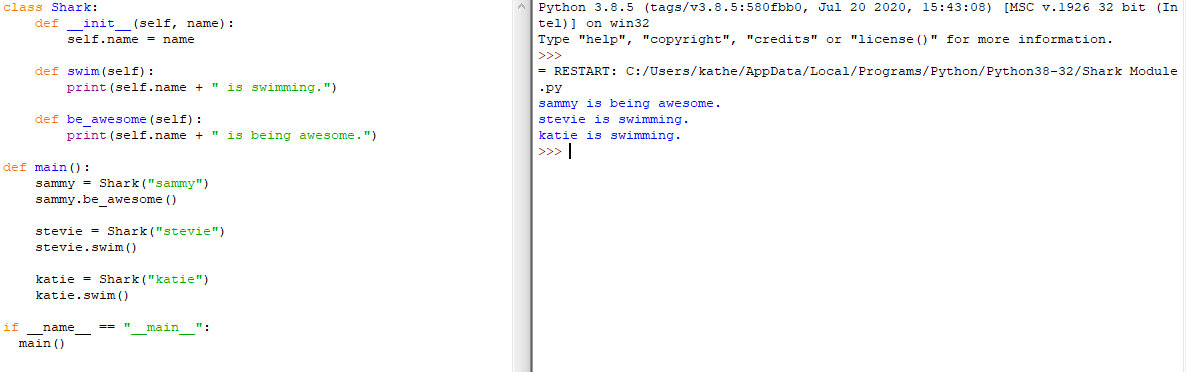 class Shark:
    def __init__(self, name):
        self.name = name
    def swim(self):
        print(self.name + " is swimming.")
    def be_awesome(self):
        print(self.name + " is being awesome.")
def main():
    sammy = Shark("sammy")
    sammy.be_awesome()
    stevie = Shark("stevie")
    stevie.swim()
    katie = Shark("katie")
    katie.swim()
if __name__ == "__main__":
  main()
Python 3.8.5 (tags/v3.8.5:580fbb0, Jul 20 2020, 15:43:08) [MSC v.1926 32 bit (In
tel)] on win32
Type "help", "copyright", "credits" or "license()" for more information.
>>>
= RESTART: C:/Users/kathe/AppData/Local/Programs/Python/Python38-32/Shark Module
.py
sammy is being awesome.
stevie is swimming.
katie is swimming.
>>>